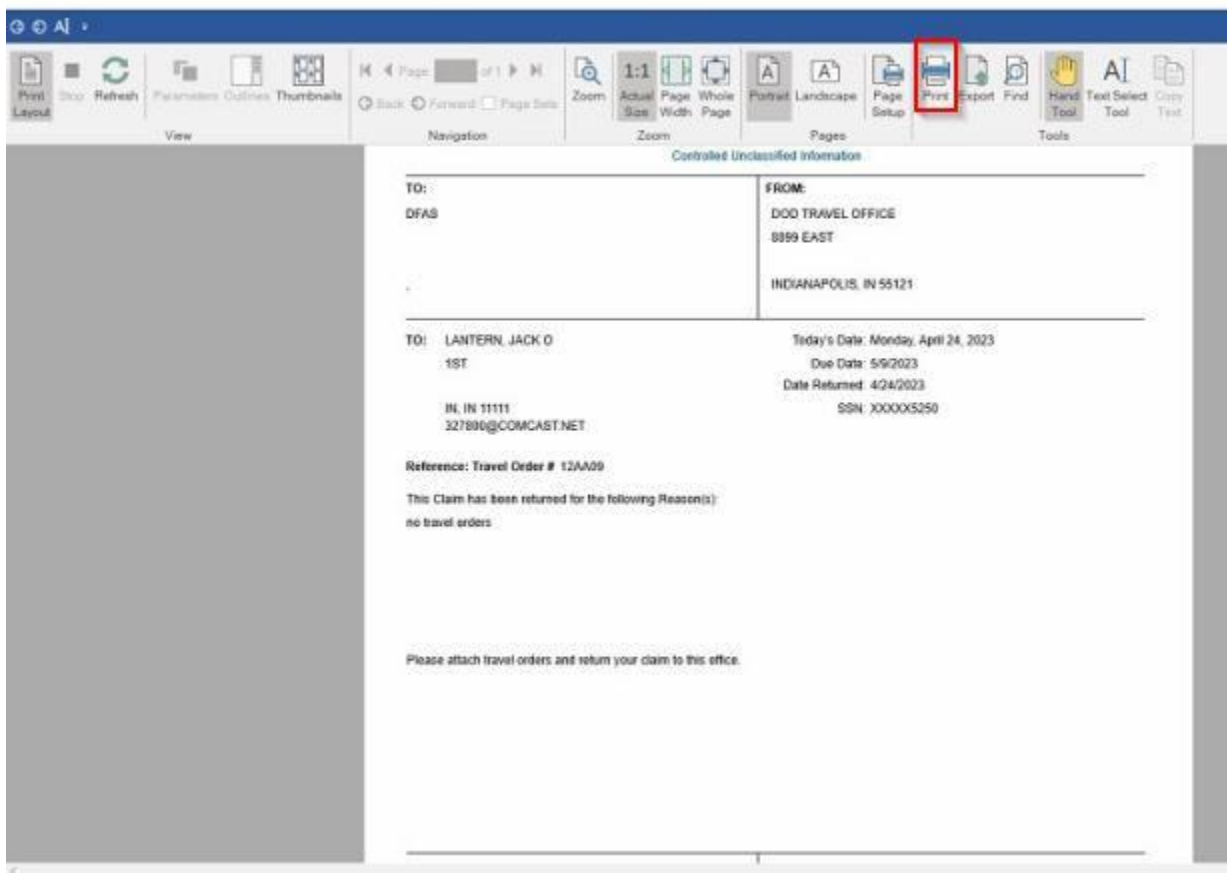 AI
Print Layout
Stop
Refresh
Parameters
Outlines
Thumbnails
View
Page of 1
Back Forward Page Sets
Navigation
Zoom
1:1
Actual Size
Page Width
Whole Page
Zoom
A
Portrait
A
Landscape
Page Setup
Pages
Print
Export
Find
Hand Tool
AI
Text Select Tool
Copy Text
Tools
Controlled Unclassified Information
TO:
DFAS
.
FROM:
DOD TRAVEL OFFICE
8899 EAST
INDIANAPOLIS, IN 55121
TO: LANTERN, JACK O
1ST
IN, IN 11111
327800@COMCAST.NET
Today's Date: Monday, April 24, 2023
Due Date: 5/9/2023
Date Returned: 4/24/2023
SSN: XXXXX5250
Reference: Travel Order # 12AA09
This Claim has been returned for the following Reason(s):
no travel orders
Please attach travel orders and return your claim to this office.